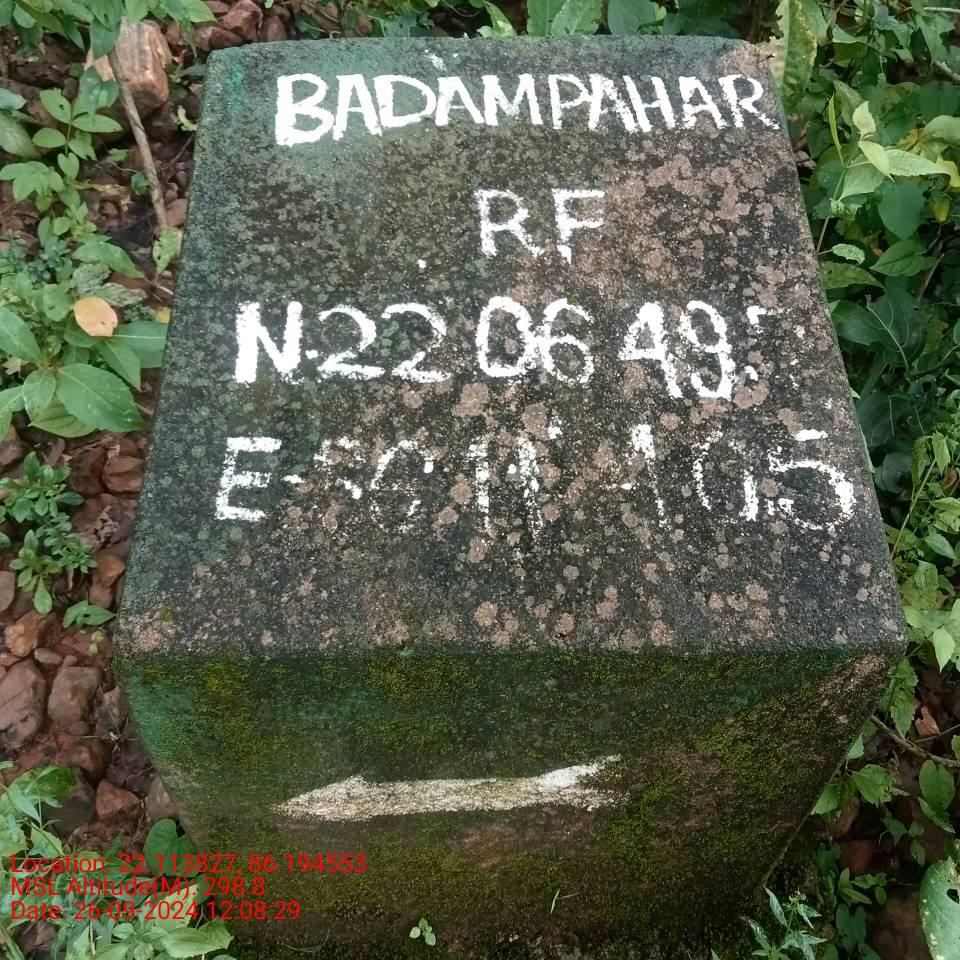 BADAMPAHAR
R.F
N.22 06 49.
E
Location: 22.113827, 86.194553
MSL Altitude(M): 298.8
Date: 26-09-2024 12:08:29